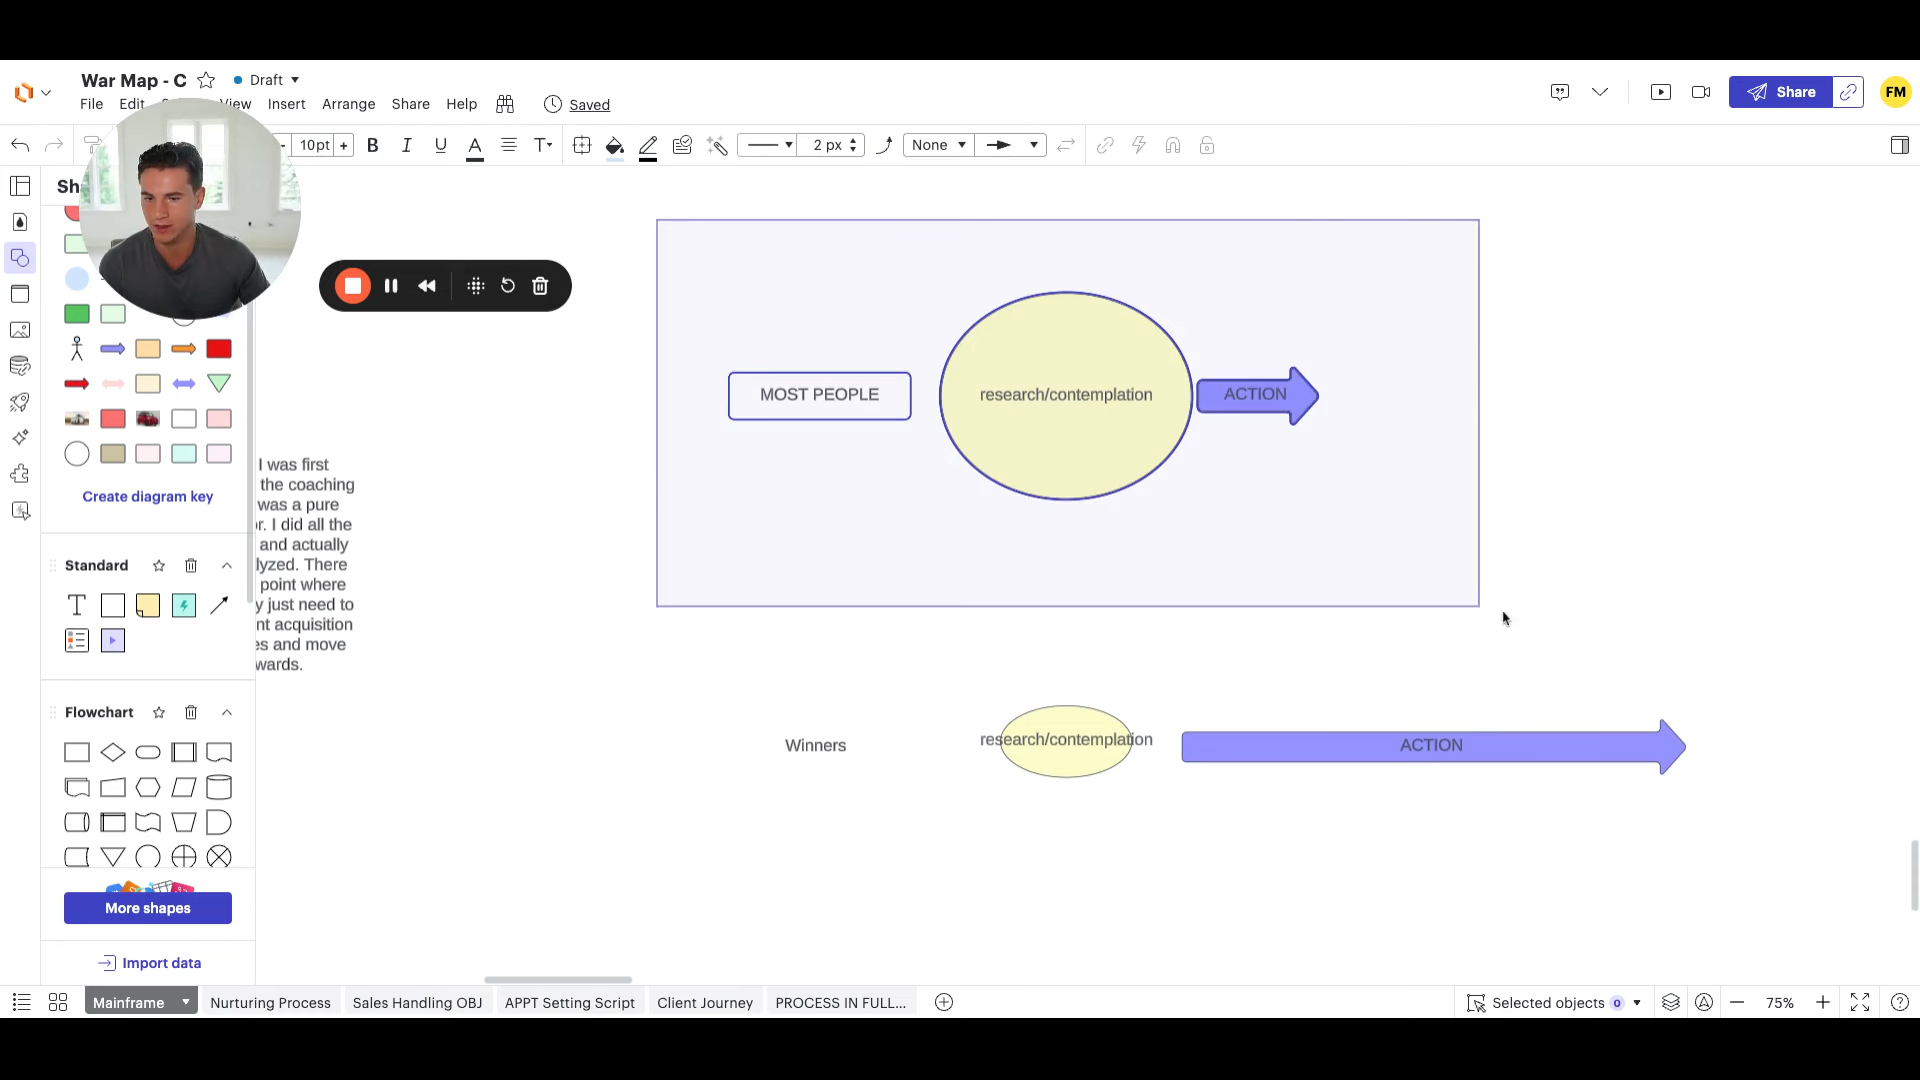 War Map - C
Draft
File Edit View Insert Arrange Share Help
Saved
Share
FM
10pt
2 px
None
MOST PEOPLE
research/contemplation
ACTION
I was first
the coaching
was a pure
r. I did all the
and actually
lyzed. There
point where
y just need to
nt acquisition
es and move
wards.
Create diagram key
Standard
Flowchart
Winners
research/contemplation
ACTION
More shapes
Import data
Mainframe
Nurturing Process
Sales Handling OBJ
APPT Setting Script
Client Journey
PROCESS IN FULL...
Selected objects 0
75%